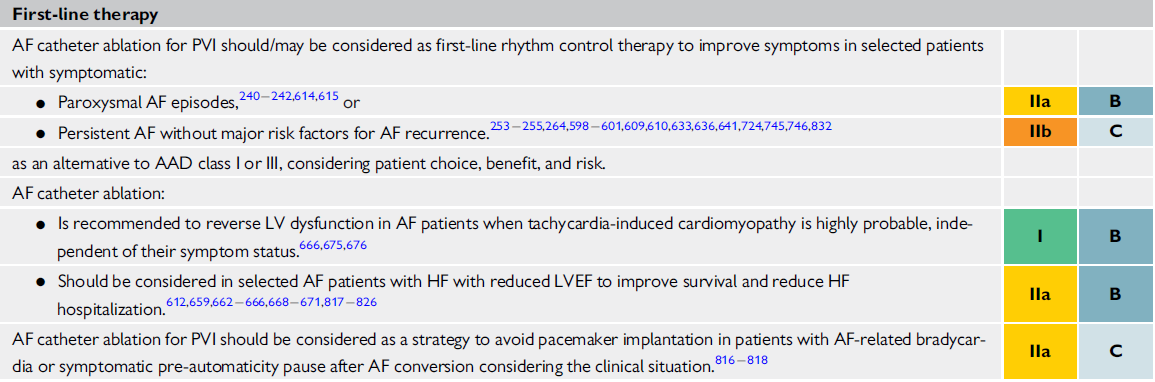 First-line therapy
AF catheter ablation for PVI should/may be considered as first-line rhythm control therapy to improve symptoms in selected patients
with symptomatic:
● Paroxysmal AF episodes,240−242,614,615 or IIa B
● Persistent AF without major risk factors for AF recurrence.253−255,264,598−601,609,610,633,636,641,724,745,746,832 IIb C
as an alternative to AAD class I or III, considering patient choice, benefit, and risk.
AF catheter ablation:
● Is recommended to reverse LV dysfunction in AF patients when tachycardia-induced cardiomyopathy is highly probable, inde-
pendent of their symptom status.666,675,676 I B
● Should be considered in selected AF patients with HF with reduced LVEF to improve survival and reduce HF
hospitalization.612,659,662−666,668−671,817−826 IIa B
AF catheter ablation for PVI should be considered as a strategy to avoid pacemaker implantation in patients with AF-related bradycar-
dia or symptomatic pre-automaticity pause after AF conversion considering the clinical situation.816−818 IIa C